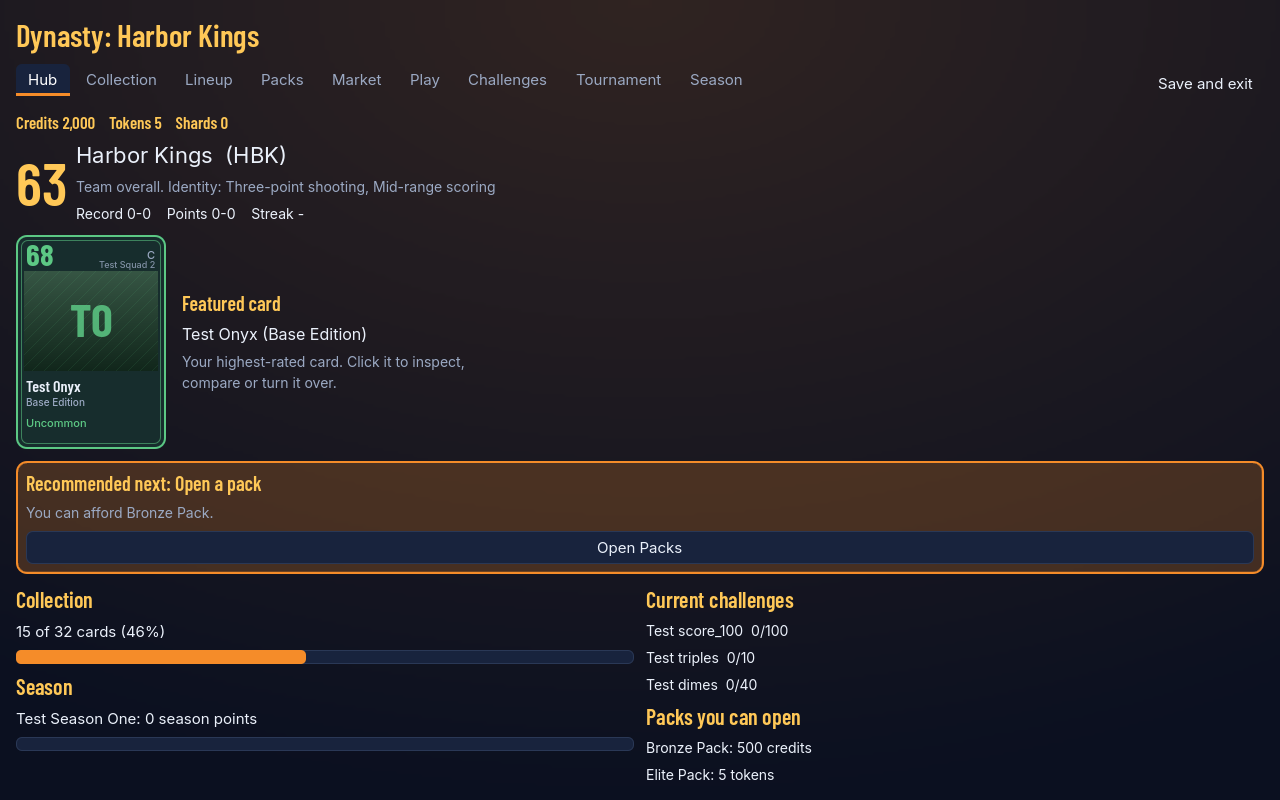 Dynasty: Harbor Kings
Hub Collection Lineup Packs Market Play Challenges Tournament Season Save and exit
Credits 2,000 Tokens 5 Shards 0
63
Harbor Kings (HBK)
Team overall. Identity: Three-point shooting, Mid-range scoring
Record 0-0 Points 0-0 Streak -
68
C
Test Squad 2
TO
Test Onyx
Base Edition
Uncommon
Featured card
Test Onyx (Base Edition)
Your highest-rated card. Click it to inspect,
compare or turn it over.
Recommended next: Open a pack
You can afford Bronze Pack.
Open Packs
Collection
15 of 32 cards (46%)
Season
Test Season One: 0 season points
Current challenges
Test score_100 0/100
Test triples 0/10
Test dimes 0/40
Packs you can open
Bronze Pack: 500 credits
Elite Pack: 5 tokens